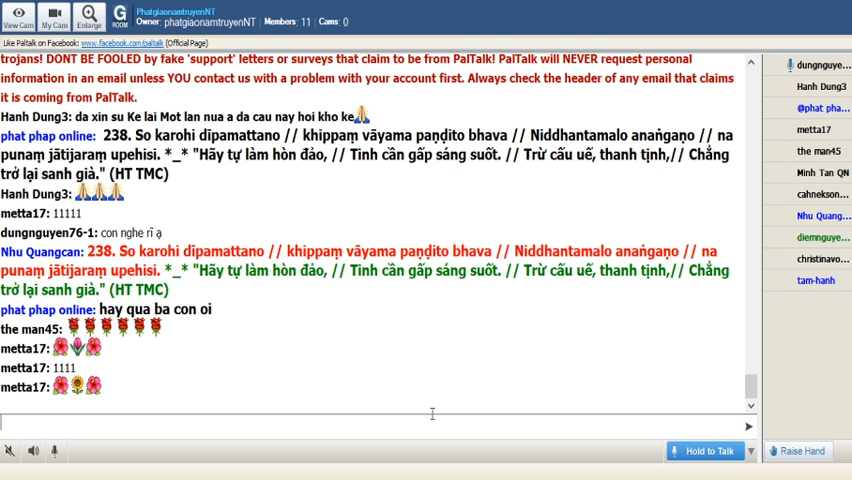 PhatgiaonamtruyenNT
Owner: phatgiaonamtruyenNT Members: 11 Cams: 0
View Cam My Cam Enlarge G ROOM
Like Paltalk on Facebook: www.facebook.com/paltalk (Official Page)
trojans! DONT BE FOOLED by fake 'support' letters or surveys that claim to be from PalTalk! PalTalk will NEVER request personal
information in an email unless YOU contact us with a problem with your account first. Always check the header of any email that claims
it is coming from PalTalk.
Hanh Dung3: da xin su Ke lai Mot lan nua a da cau nay hoi kho ke
phat phap online: 238. So karohi dīpamattano // khippaṃ vāyama paṇḍito bhava // Niddhantamalo anaṅgaṇo // na
punaṃ jātijaraṃ upehisi. *_* "Hãy tự làm hòn đảo, // Tinh cần gấp sáng suốt. // Trừ cấu uế, thanh tịnh,// Chẳng
trở lại sanh già." (HT TMC)
Hanh Dung3:
metta17: 11111
dungnguyen76-1: con nghe rĩ ạ
Nhu Quangcan: 238. So karohi dīpamattano // khippaṃ vāyama paṇḍito bhava // Niddhantamalo anaṅgaṇo // na
punaṃ jātijaraṃ upehisi. *_* "Hãy tự làm hòn đảo, // Tinh cần gấp sáng suốt. // Trừ cấu uế, thanh tịnh,// Chẳng
trở lại sanh già." (HT TMC)
phat phap online: hay qua ba con oi
the man45:
metta17:
metta17: 1111
metta17:
dungnguye...
Hanh Dung3
@phat pha...
metta17
the man45
Minh Tan QN
cahnekson...
Nhu Quang...
diemnguye...
christinavo...
tam-hanh
Hold to Talk
Raise Hand